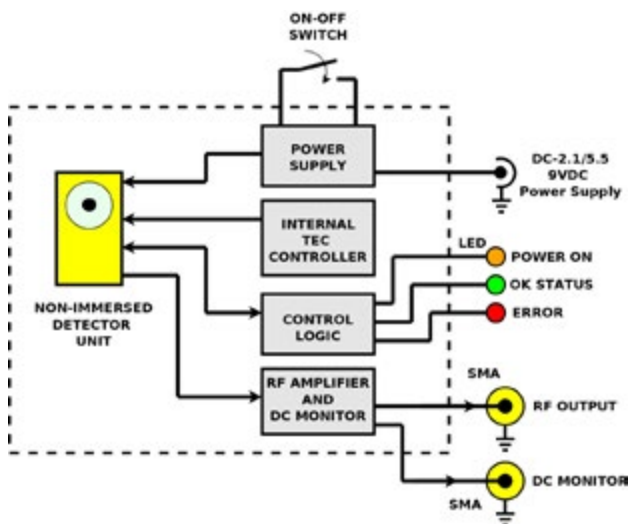 ON-OFF
SWITCH
POWER
SUPPLY
DC-2.1/5.5
9VDC
Power Supply
INTERNAL
TEC
CONTROLLER
LED
POWER ON
OK STATUS
ERROR
NON-IMMERSED
DETECTOR
UNIT
CONTROL
LOGIC
RF AMPLIFIER
AND
DC MONITOR
SMA
RF OUTPUT
DC MONITOR
SMA